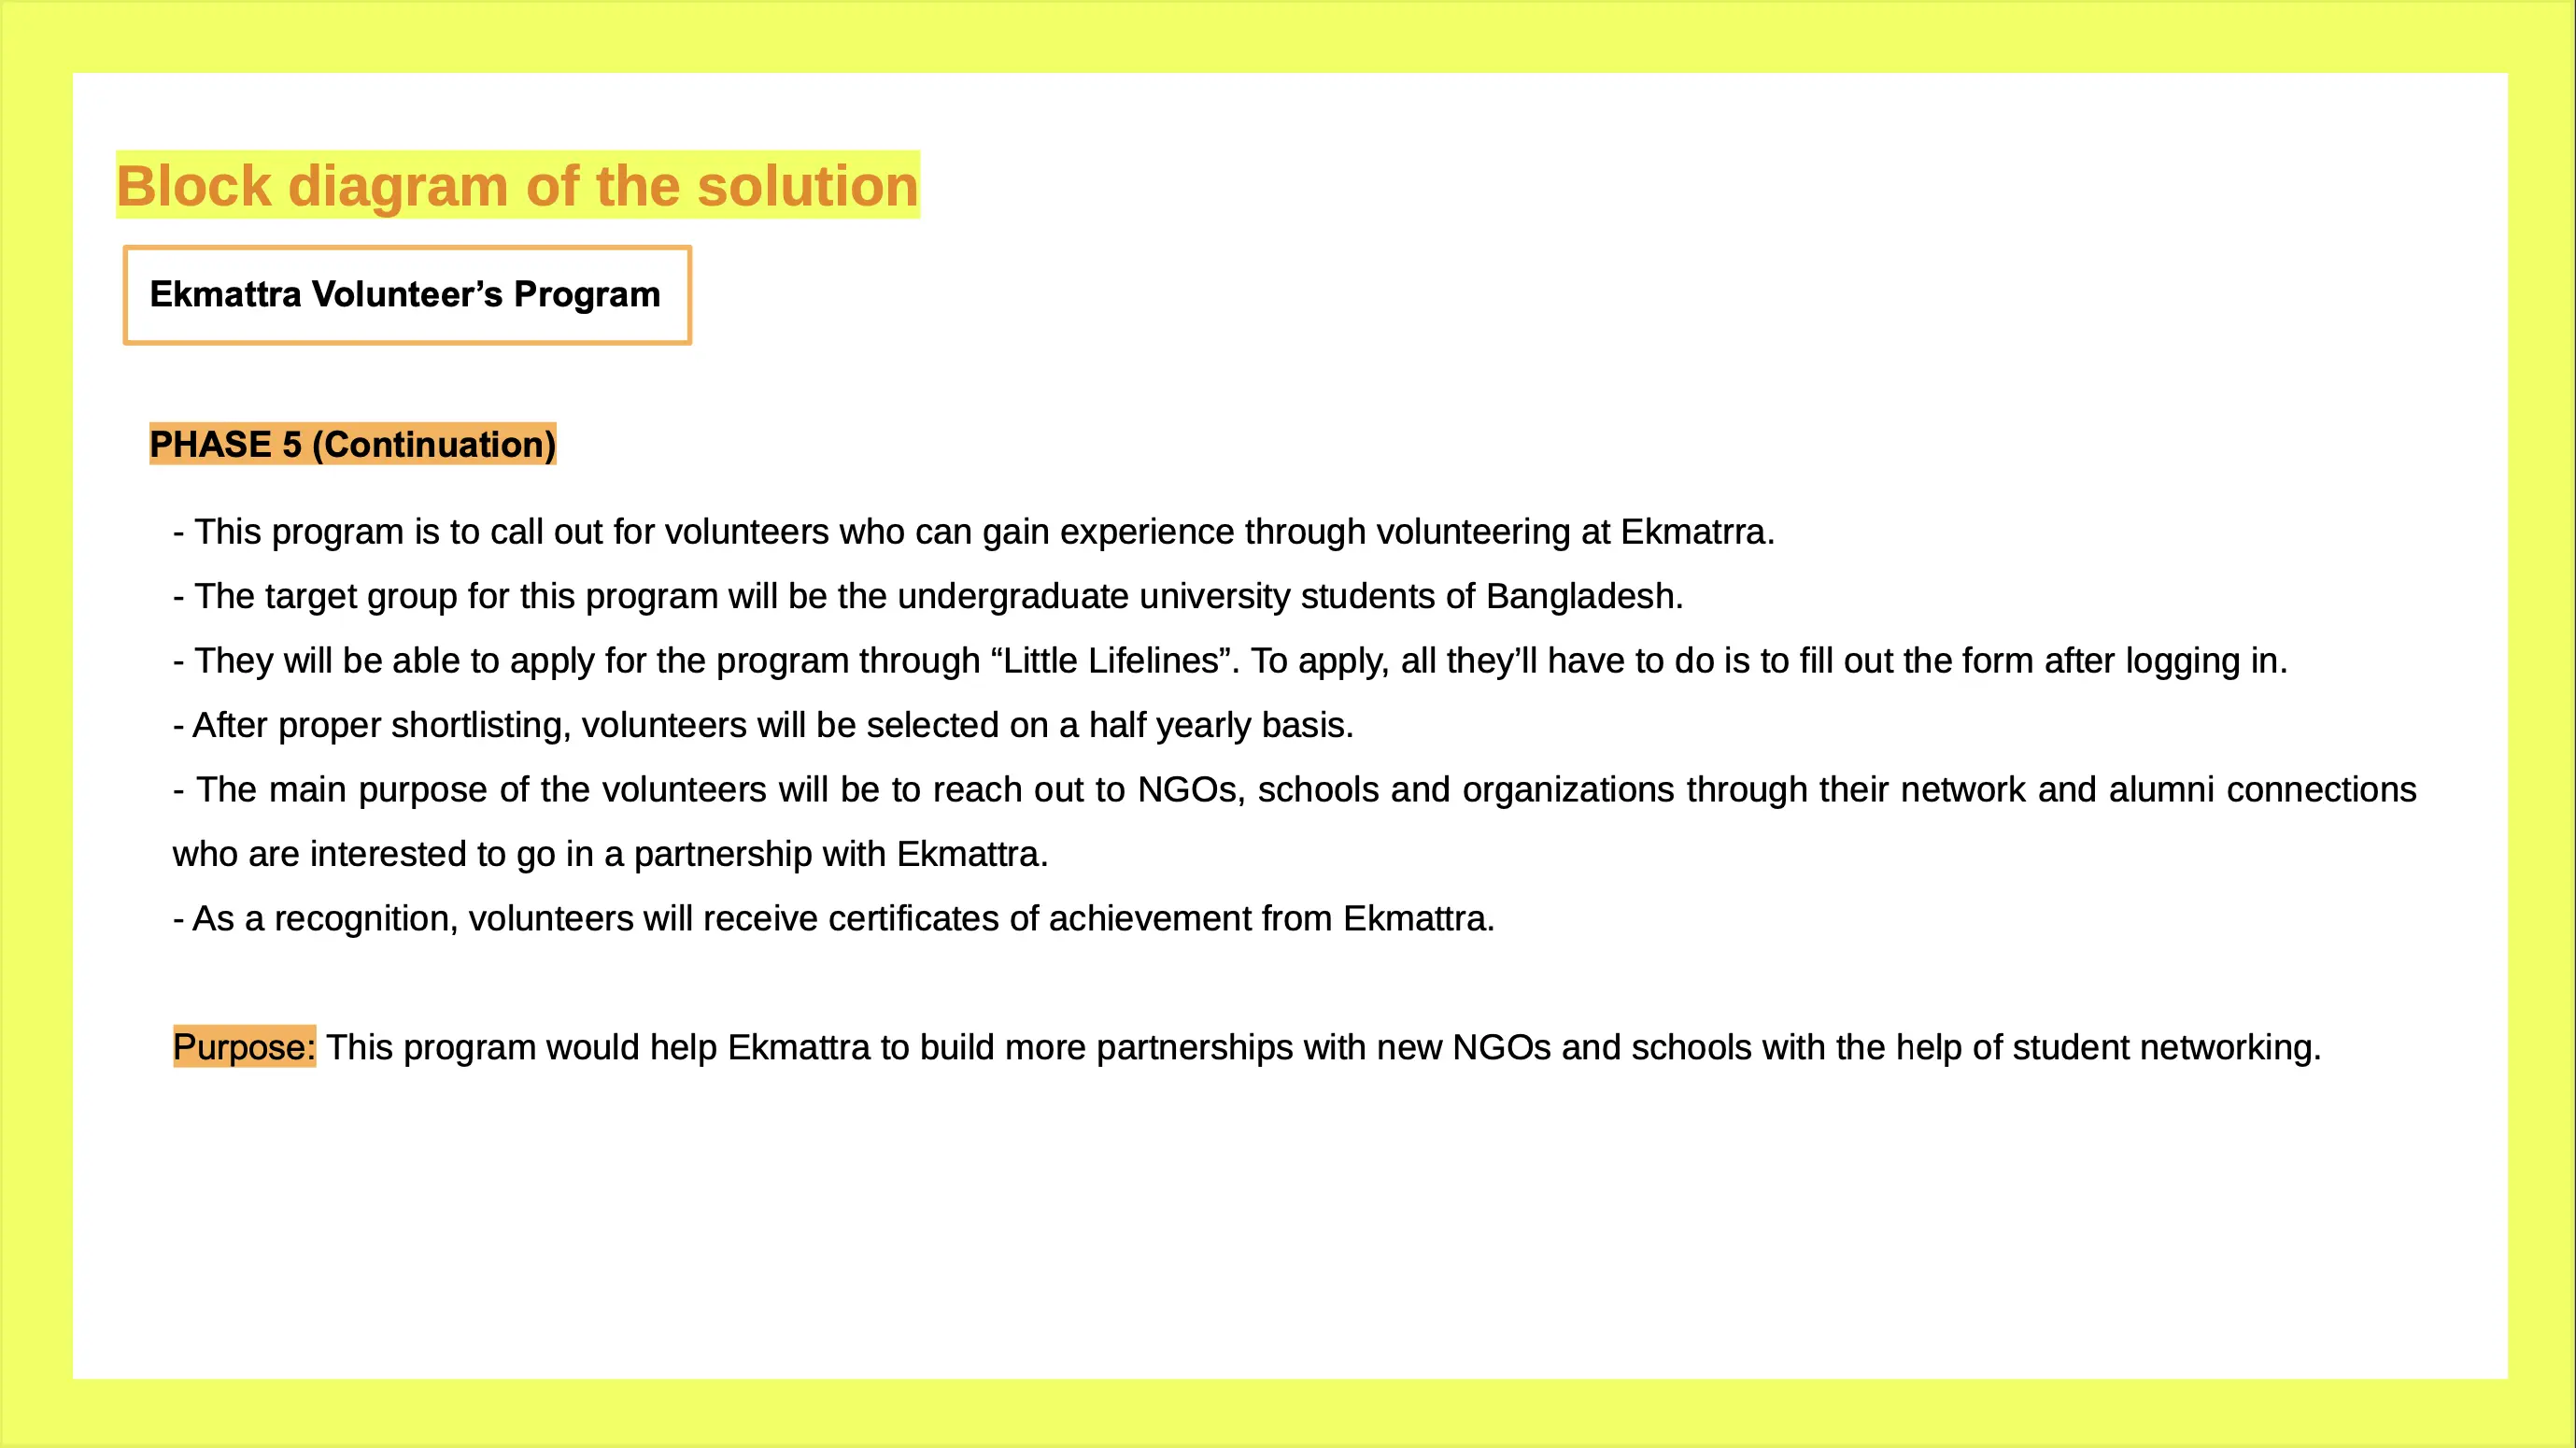 Block diagram of the solution
Ekmattra Volunteer’s Program
PHASE 5 (Continuation)
- This program is to call out for volunteers who can gain experience through volunteering at Ekmatrra.
- The target group for this program will be the undergraduate university students of Bangladesh.
- They will be able to apply for the program through “Little Lifelines”. To apply, all they’ll have to do is to fill out the form after logging in.
- After proper shortlisting, volunteers will be selected on a half yearly basis.
- The main purpose of the volunteers will be to reach out to NGOs, schools and organizations through their network and alumni connections
who are interested to go in a partnership with Ekmattra.
- As a recognition, volunteers will receive certificates of achievement from Ekmattra.
Purpose: This program would help Ekmattra to build more partnerships with new NGOs and schools with the help of student networking.